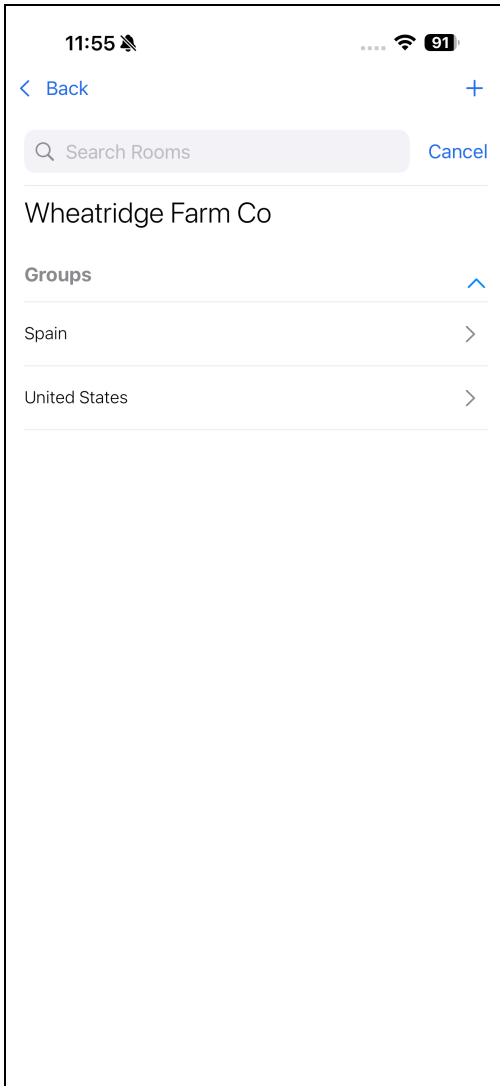 11:55
91
Back
Search Rooms
Cancel
Wheatridge Farm Co
Groups
Spain
United States